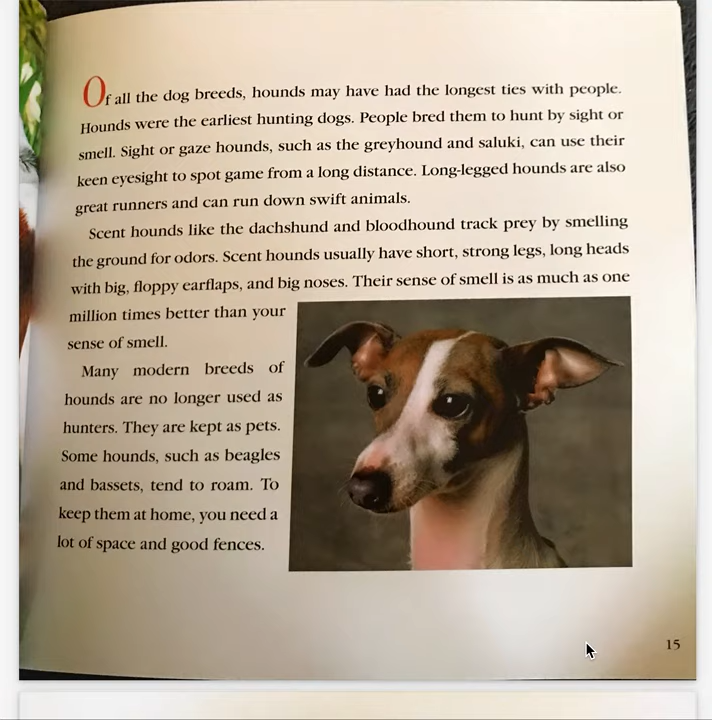 Of all the dog breeds, hounds may have had the longest ties with people.
Hounds were the earliest hunting dogs. People bred them to hunt by sight or
smell. Sight or gaze hounds, such as the greyhound and saluki, can use their
keen eyesight to spot game from a long distance. Long-legged hounds are also
great runners and can run down swift animals.
Scent hounds like the dachshund and bloodhound track prey by smelling
the ground for odors. Scent hounds usually have short, strong legs, long heads
with big, floppy earflaps, and big noses. Their sense of smell is as much as one
million times better than your
sense of smell.
Many modern breeds of
hounds are no longer used as
hunters. They are kept as pets.
Some hounds, such as beagles
and bassets, tend to roam. To
keep them at home, you need a
lot of space and good fences.
15